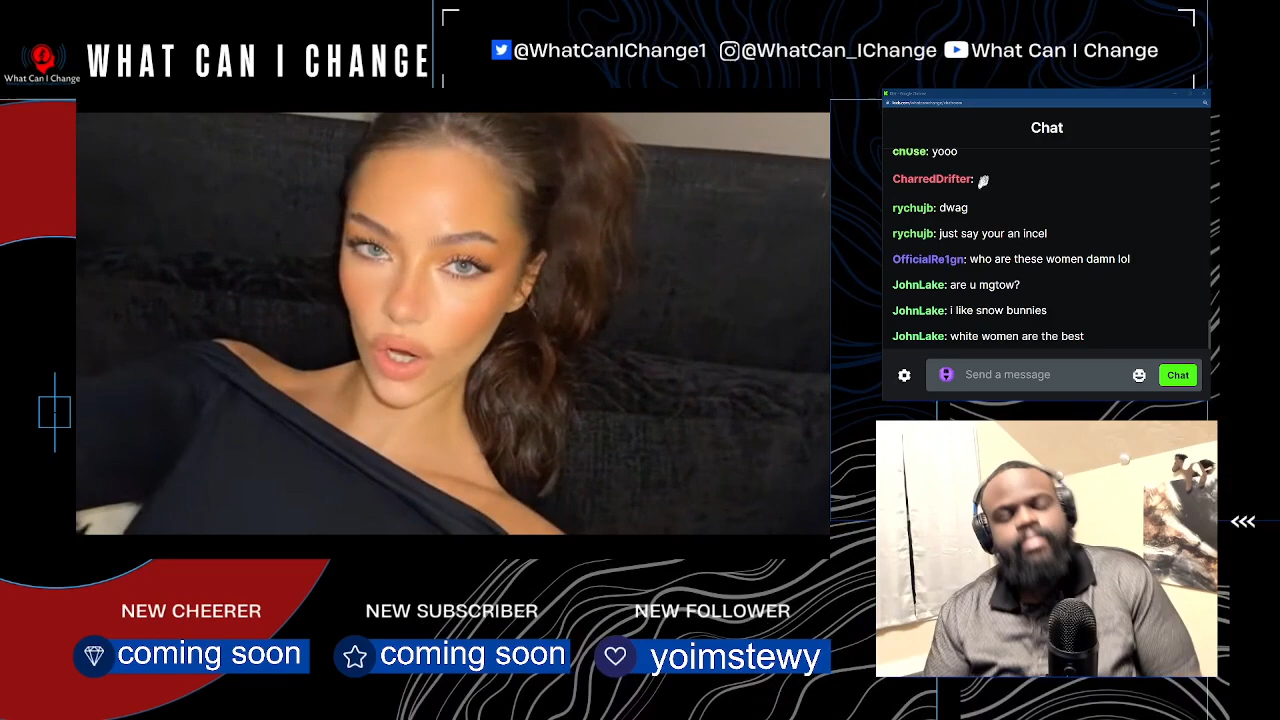 What Can I Change
WHAT CAN I CHANGE
@WhatCanIChange1 @WhatCan_IChange What Can I Change
Chat
ch0se: yooo
CharredDrifter:
rychujb: dwag
rychujb: just say your an incel
OfficialRe1gn: who are these women damn lol
JohnLake: are u mgtow?
JohnLake: i like snow bunnies
JohnLake: white women are the best
Send a message
Chat
NEW CHEERER
NEW SUBSCRIBER
NEW FOLLOWER
coming soon
coming soon
yoimstewy